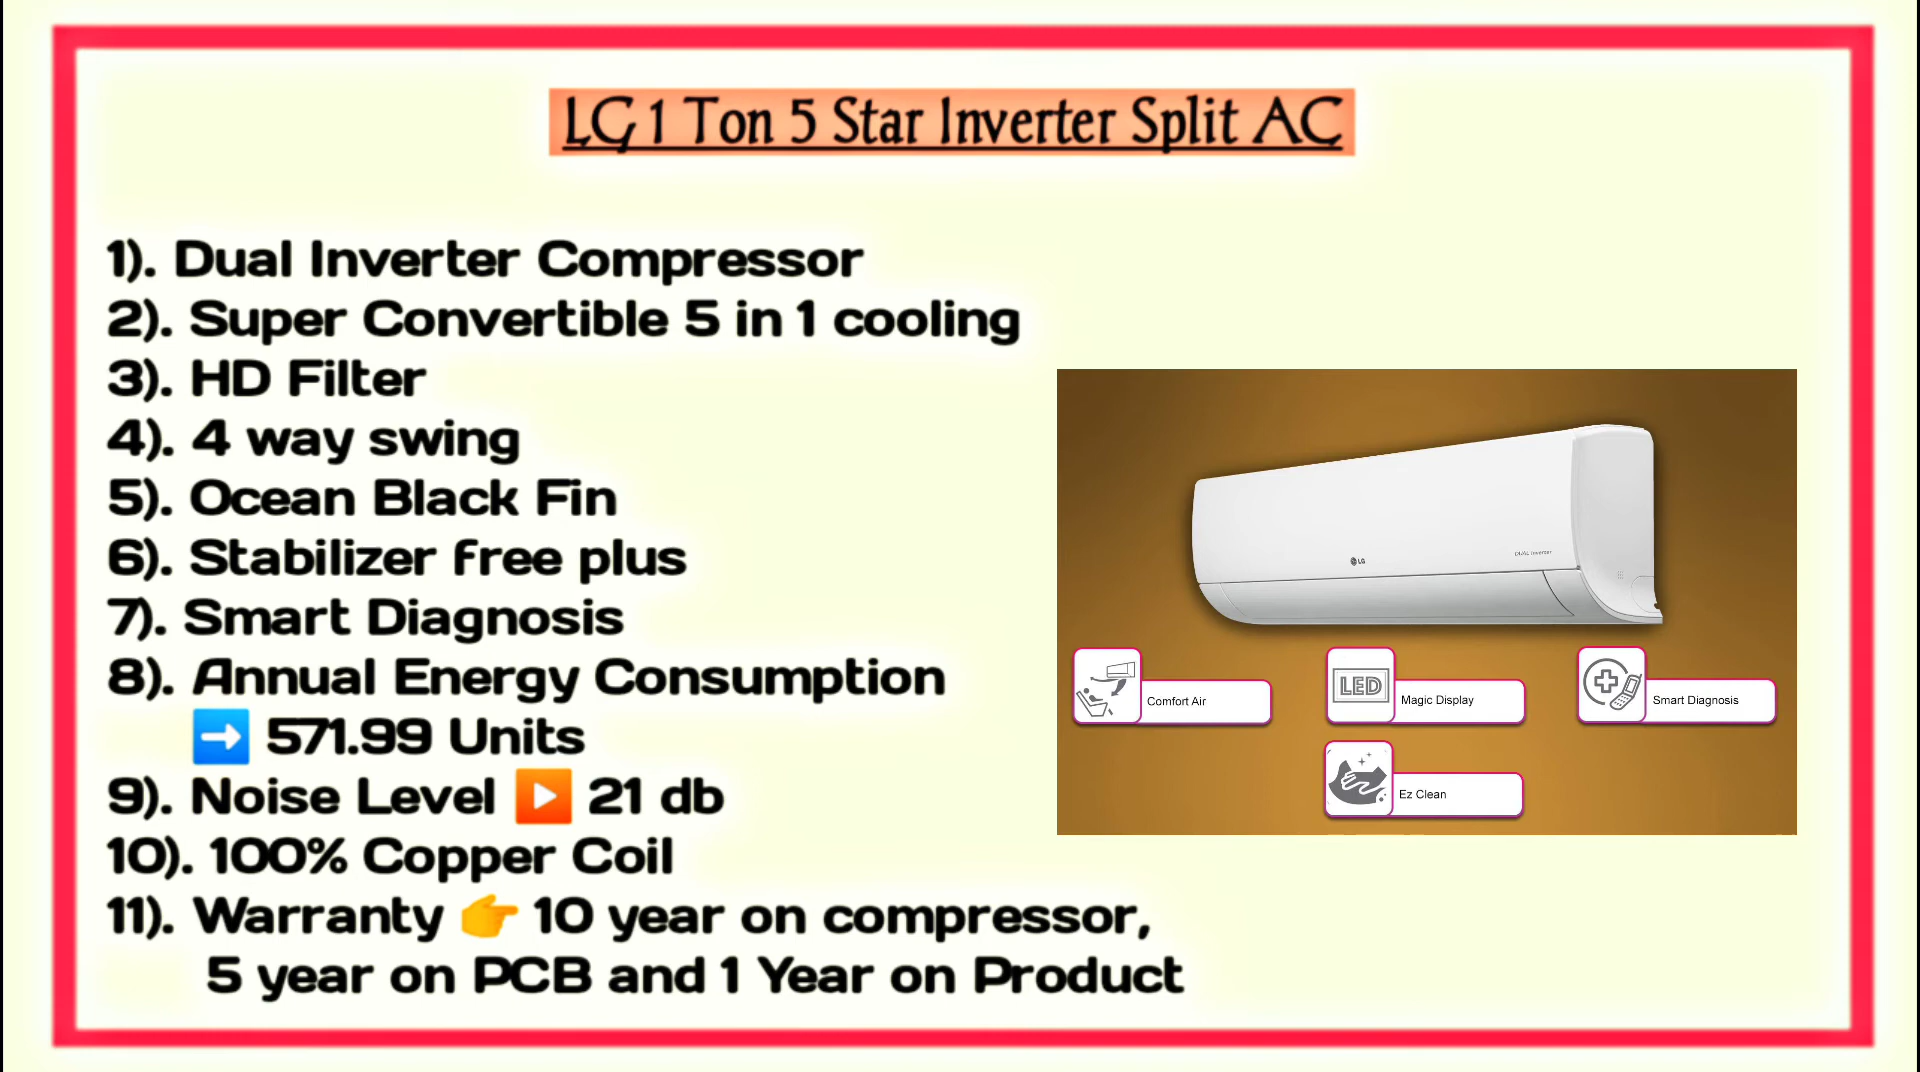 LG 1 Ton 5 Star Inverter Split AC
1). Dual Inverter Compressor
2). Super Convertible 5 in 1 cooling
3). HD Filter
4). 4 way swing
5). Ocean Black Fin
6). Stabilizer free plus
7). Smart Diagnosis
8). Annual Energy Consumption
➡️ 571.99 Units
9). Noise Level ▶️ 21 db
10). 100% Copper Coil
11). Warranty 👉 10 year on compressor,
5 year on PCB and 1 Year on Product
LG
DUAL Inverter
Comfort Air
LED
Magic Display
Smart Diagnosis
Ez Clean